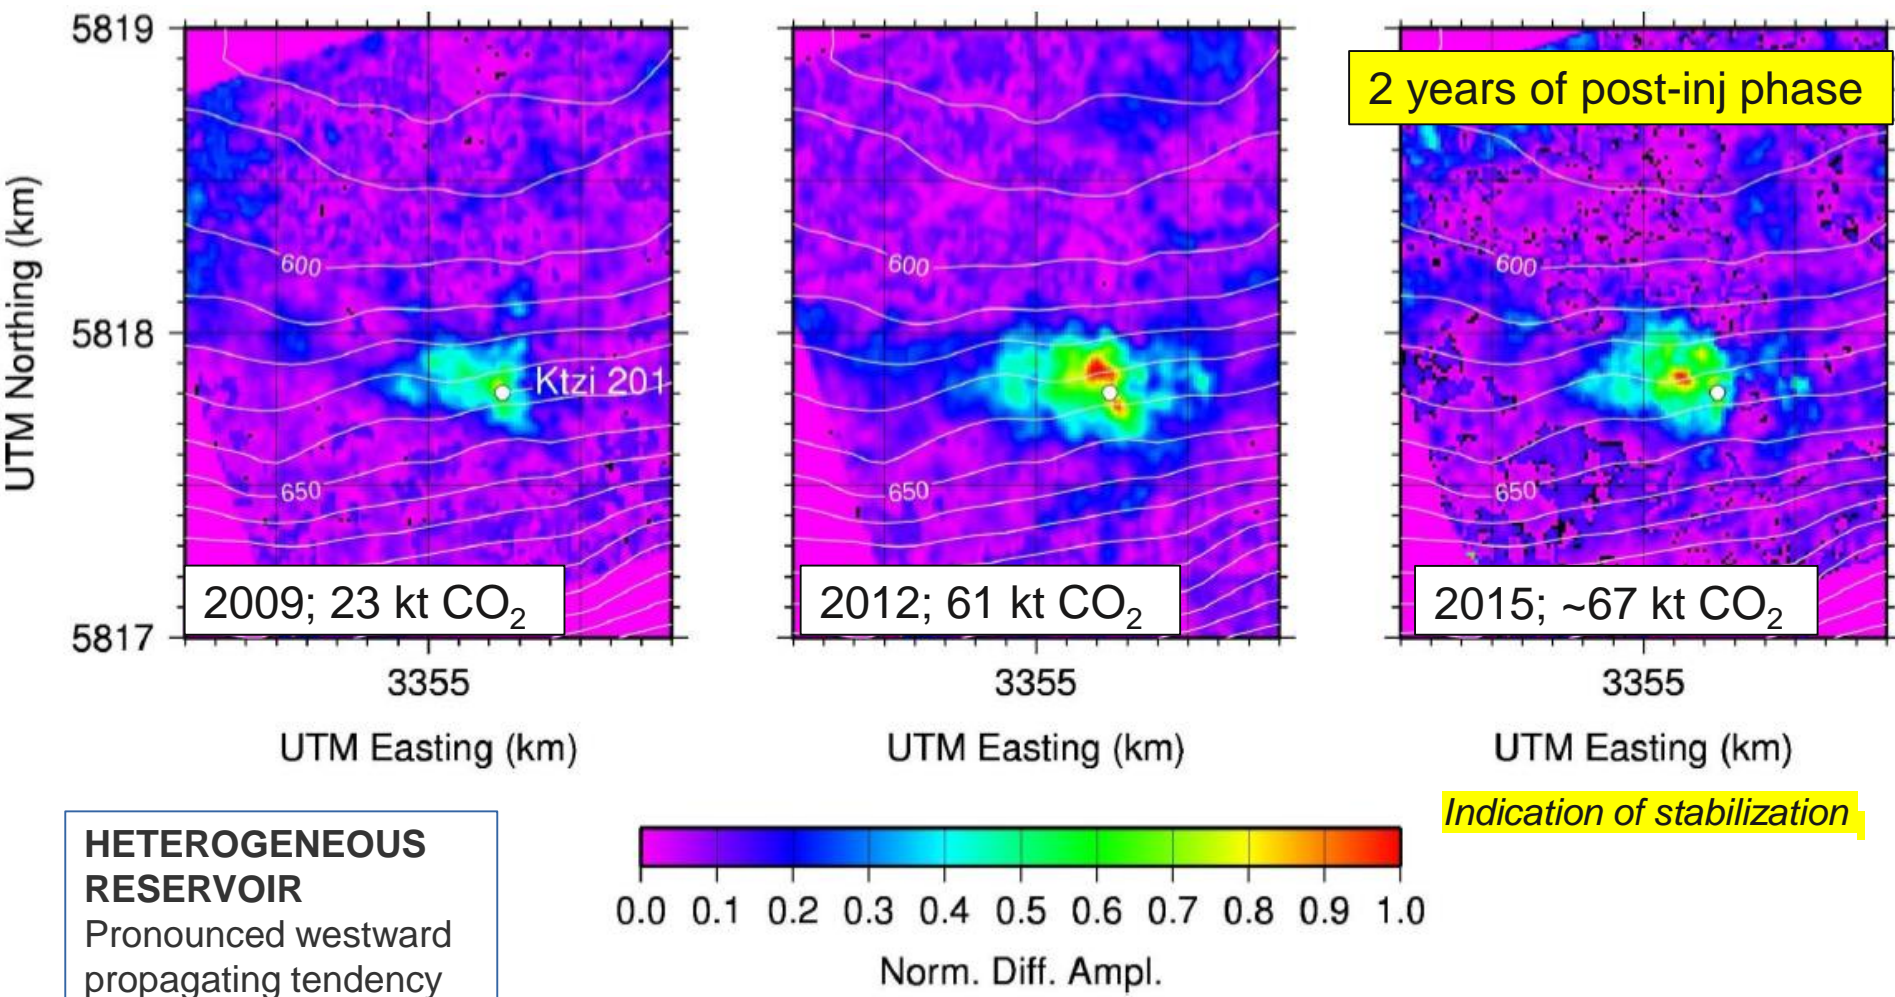 5819
5818
5817
UTM Northing (km)
600
650
Ktzi 201
2009; 23 kt CO₂
3355
UTM Easting (km)
600
650
2012; 61 kt CO₂
3355
UTM Easting (km)
2 years of post-inj phase
600
650
2015; ~67 kt CO₂
3355
UTM Easting (km)
Indication of stabilization
HETEROGENEOUS
RESERVOIR
Pronounced westward
propagating tendency
0.0 0.1 0.2 0.3 0.4 0.5 0.6 0.7 0.8 0.9 1.0
Norm. Diff. Ampl.